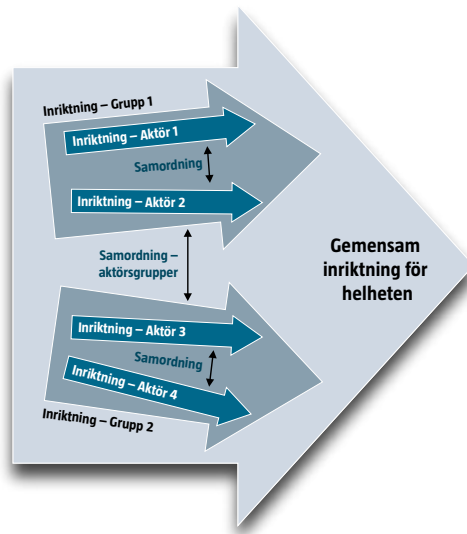 Inriktning – Grupp 1
Inriktning – Aktör 1
Samordning
Inriktning – Aktör 2
Samordning –
aktörsgrupper
Gemensam
inriktning för
helheten
Inriktning – Aktör 3
Samordning
Inriktning – Aktör 4
Inriktning – Grupp 2